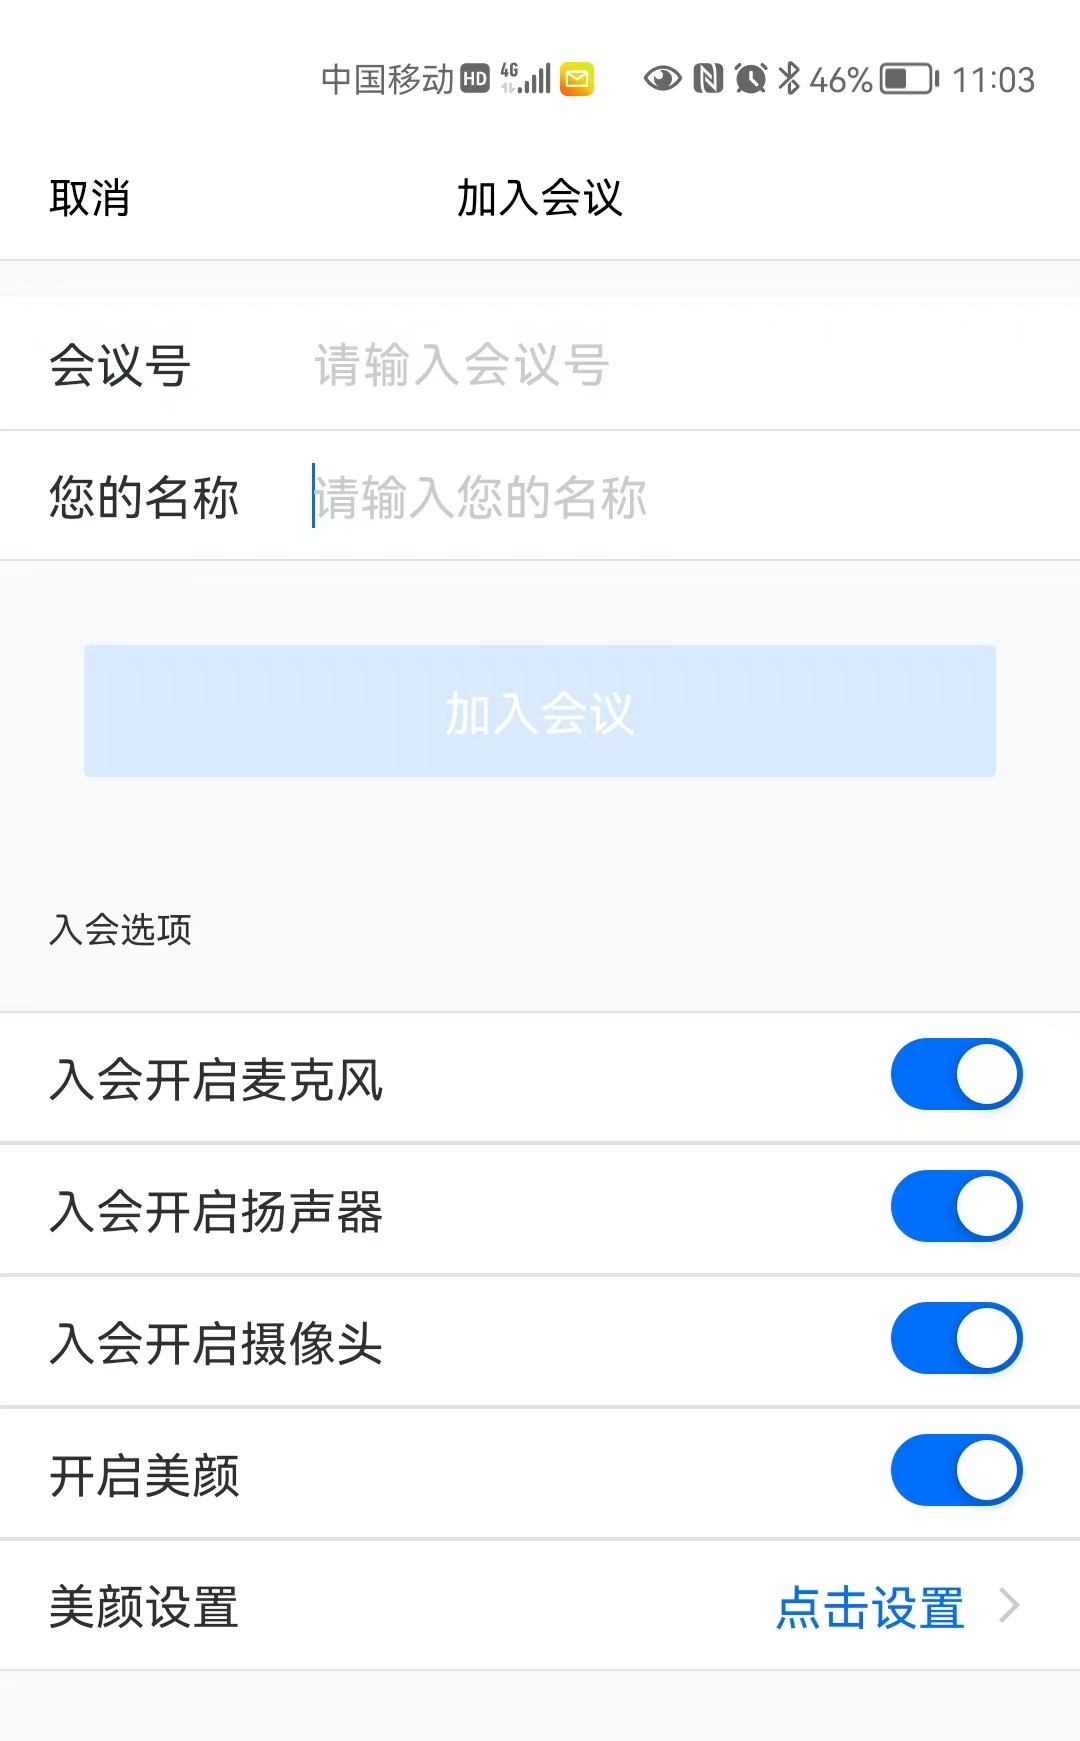 中国移动 HD 4G 46% 11:03
取消 加入会议
会议号 请输入会议号
您的名称 请输入您的名称
加入会议
入会选项
入会开启麦克风
入会开启扬声器
入会开启摄像头
开启美颜
美颜设置 点击设置